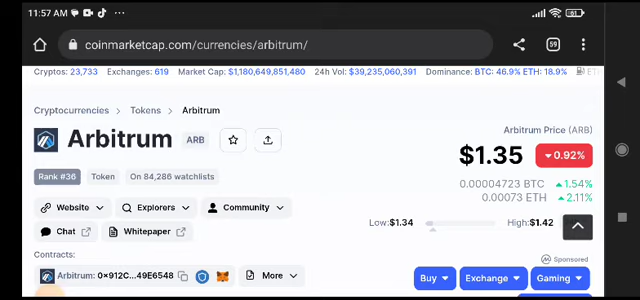 11:57 AM
59
61
coinmarketcap.com/currencies/arbitrum/
Cryptos: 23,733 Exchanges: 619 Market Cap: $1,180,649,851,480 24h Vol: $39,235,060,391 Dominance: BTC: 46.9% ETH: 18.9%
Cryptocurrencies > Tokens > Arbitrum
Arbitrum ARB
Arbitrum Price (ARB)
$1.35 0.92%
Rank #36 Token On 84,286 watchlists
0.00004723 BTC 1.54%
0.00073 ETH 2.11%
Website Explorers Community
Low: $1.34 High: $1.42
Chat Whitepaper
Contracts:
Sponsored
Arbitrum: 0x912C...49E6548 More
Buy Exchange Gaming